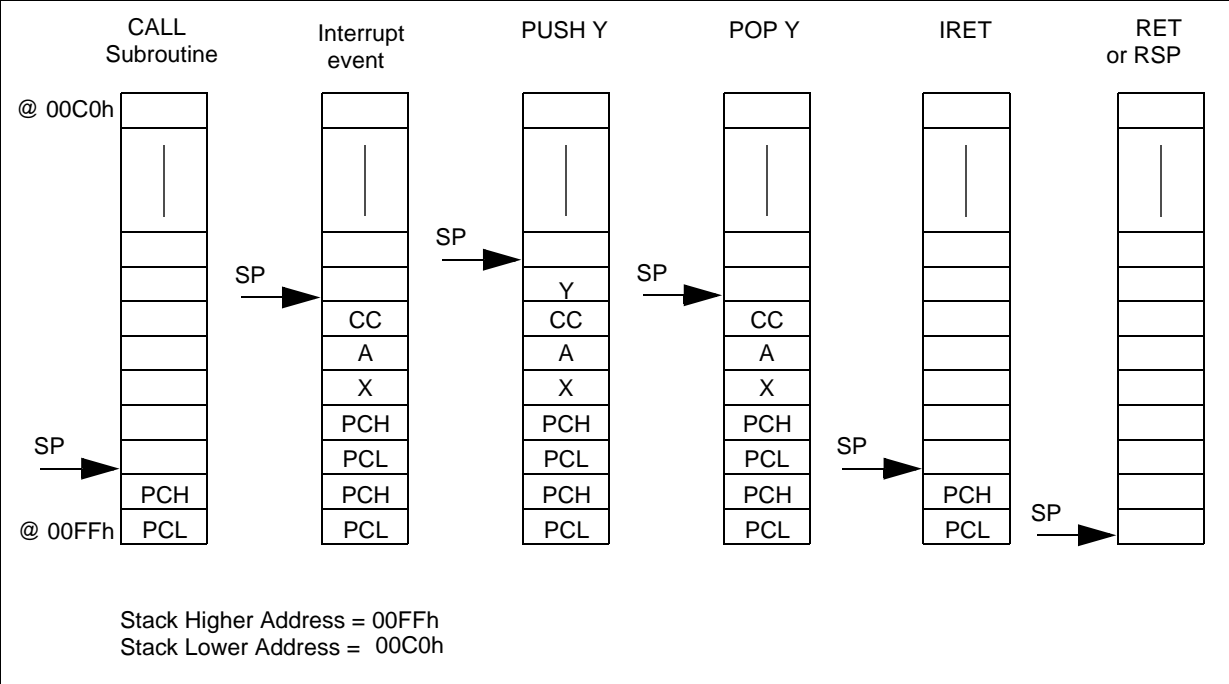 CALL
Subroutine
Interrupt
event
PUSH Y
POP Y
IRET
RET
or RSP
@ 00C0h
SP
SP
SP
SP
Y
CC
CC
CC
A
A
A
X
X
X
PCH
PCH
PCH
SP
SP
PCL
PCL
PCL
PCH
PCH
PCH
PCH
PCH
SP
@ 00FFh
PCL
PCL
PCL
PCL
PCL
Stack Higher Address = 00FFh
Stack Lower Address = 00C0h